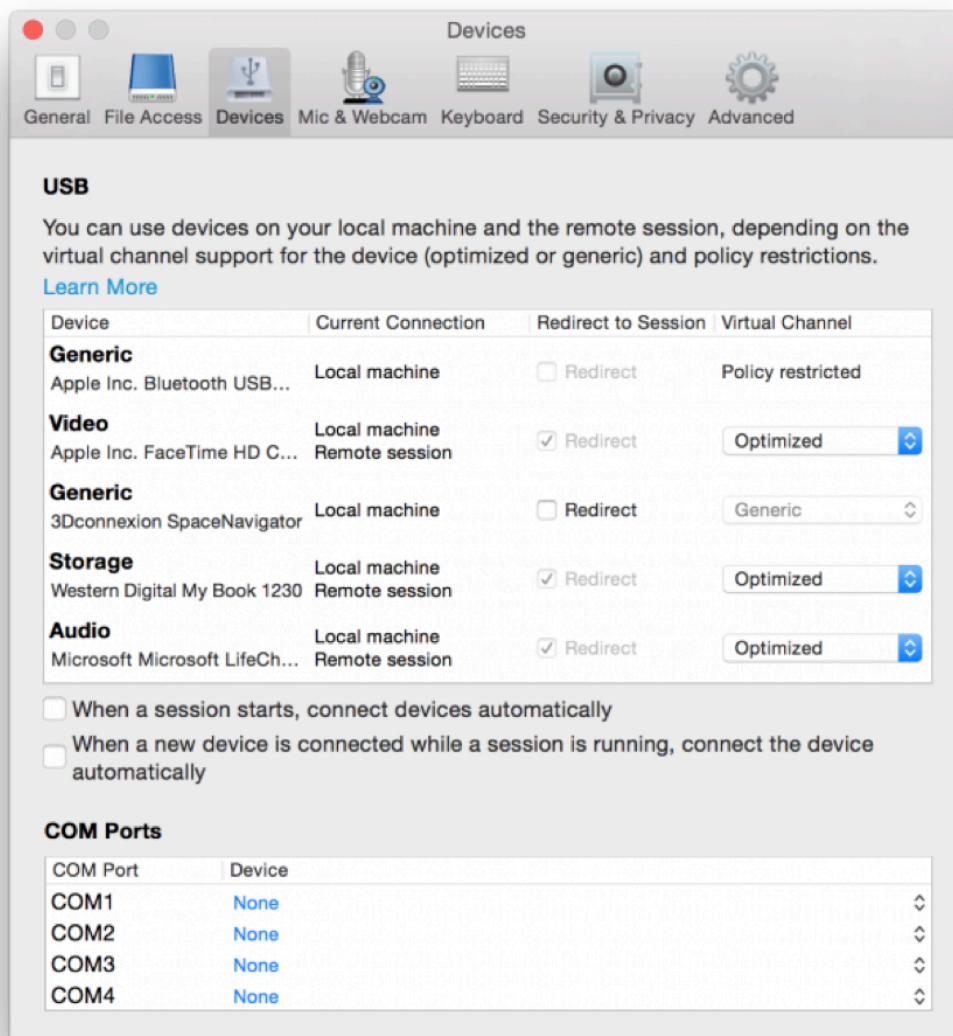 Devices
General File Access Devices Mic & Webcam Keyboard Security & Privacy Advanced
USB
You can use devices on your local machine and the remote session, depending on the
virtual channel support for the device (optimized or generic) and policy restrictions.
Learn More
Device Current Connection Redirect to Session Virtual Channel
Generic
Apple Inc. Bluetooth USB... Local machine Redirect Policy restricted
Video
Apple Inc. FaceTime HD C... Local machine Remote session Redirect Optimized
Generic
3Dconnexion SpaceNavigator Local machine Redirect Generic
Storage
Western Digital My Book 1230 Local machine Remote session Redirect Optimized
Audio
Microsoft Microsoft LifeCh... Local machine Remote session Redirect Optimized
When a session starts, connect devices automatically
When a new device is connected while a session is running, connect the device
automatically
COM Ports
COM Port Device
COM1 None
COM2 None
COM3 None
COM4 None